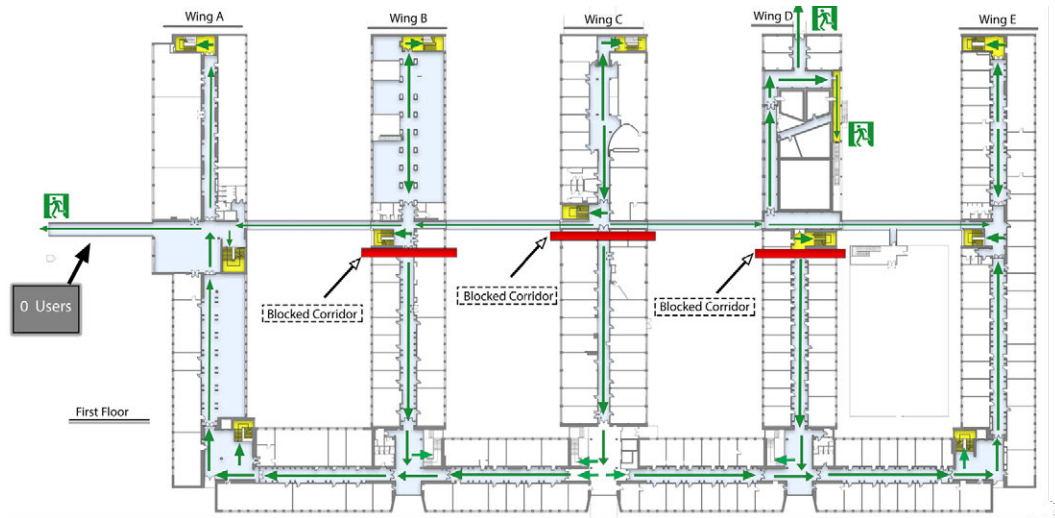 Wing A
Wing B
Wing C
Wing D
Wing E
0 Users
Blocked Corridor
Blocked Corridor
Blocked Corridor
First Floor